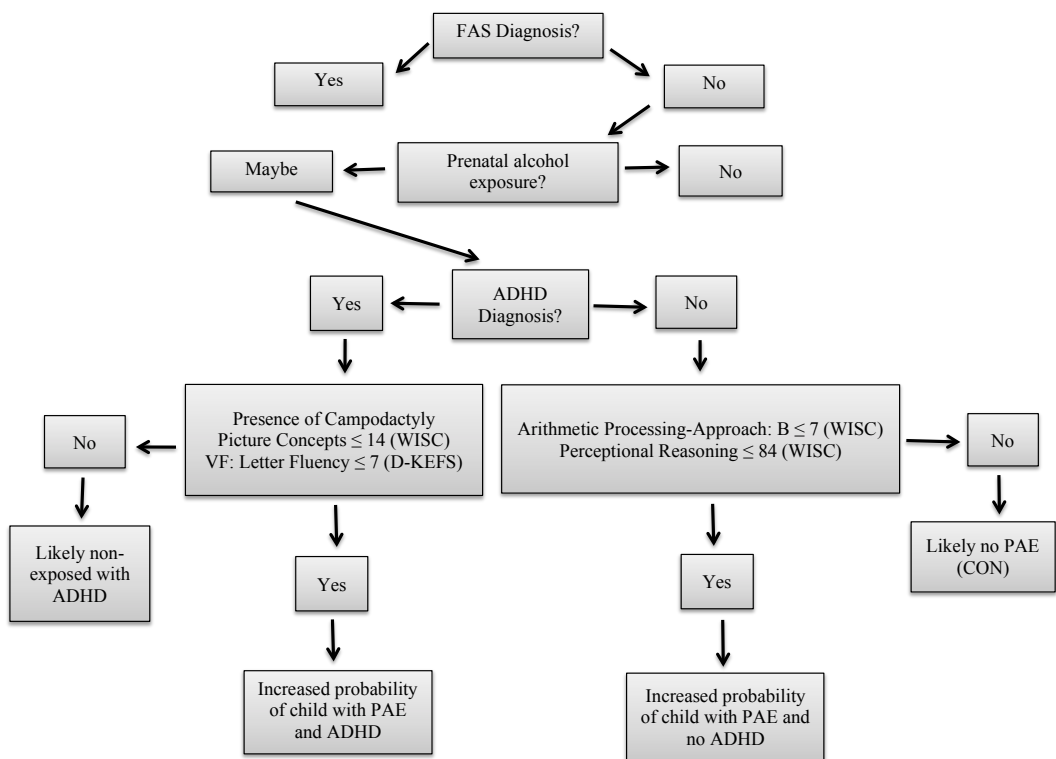 FAS Diagnosis?
Yes
No
Maybe
Prenatal alcohol
exposure?
No
Yes
ADHD
Diagnosis?
No
No
Presence of Campodactyly
Picture Concepts ≤ 14 (WISC)
VF: Letter Fluency ≤ 7 (D-KEFS)
Arithmetic Processing-Approach: B ≤ 7 (WISC)
Perceptional Reasoning ≤ 84 (WISC)
No
Likely non-
exposed with
ADHD
Yes
Yes
Likely no PAE
(CON)
Increased probability
of child with PAE
and ADHD
Increased probability
of child with PAE and
no ADHD